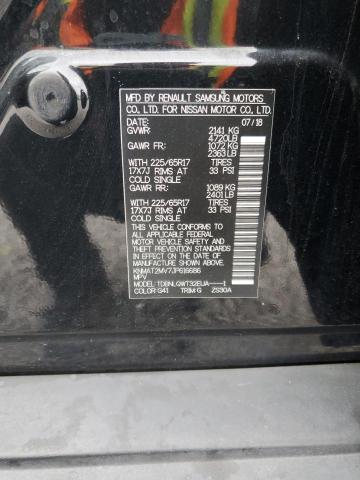 MFD BY RENAULT SAMSUNG MOTORS
CO., LTD. FOR NISSAN MOTOR CO., LTD.
DATE: 07/18
GVWR: 2141 KG
4720LB
GAWR FR: 1072 KG
2363 LB
WITH 225/65R17 TIRES
17X7J RIMS AT 33 PSI
COLD SINGLE
GAWR RR: 1089 KG
2401 LB
WITH 225/65R17 TIRES
17X7J RIMS AT 33 PSI
COLD SINGLE
THIS VEHICLE CONFORMS TO ALL
APPLICABLE FEDERAL MOTOR
VEHICLE SAFETY, BUMPER, AND
THEFT PREVENTION STANDARDS
IN EFFECT ON THE DATE OF
MANUFACTURE SHOWN ABOVE.
KNMAT2MV7JP616686
MPV
MODEL: TDBNLQWT32EUA-----1
COLOR: G41 TRIM: G ZS30A